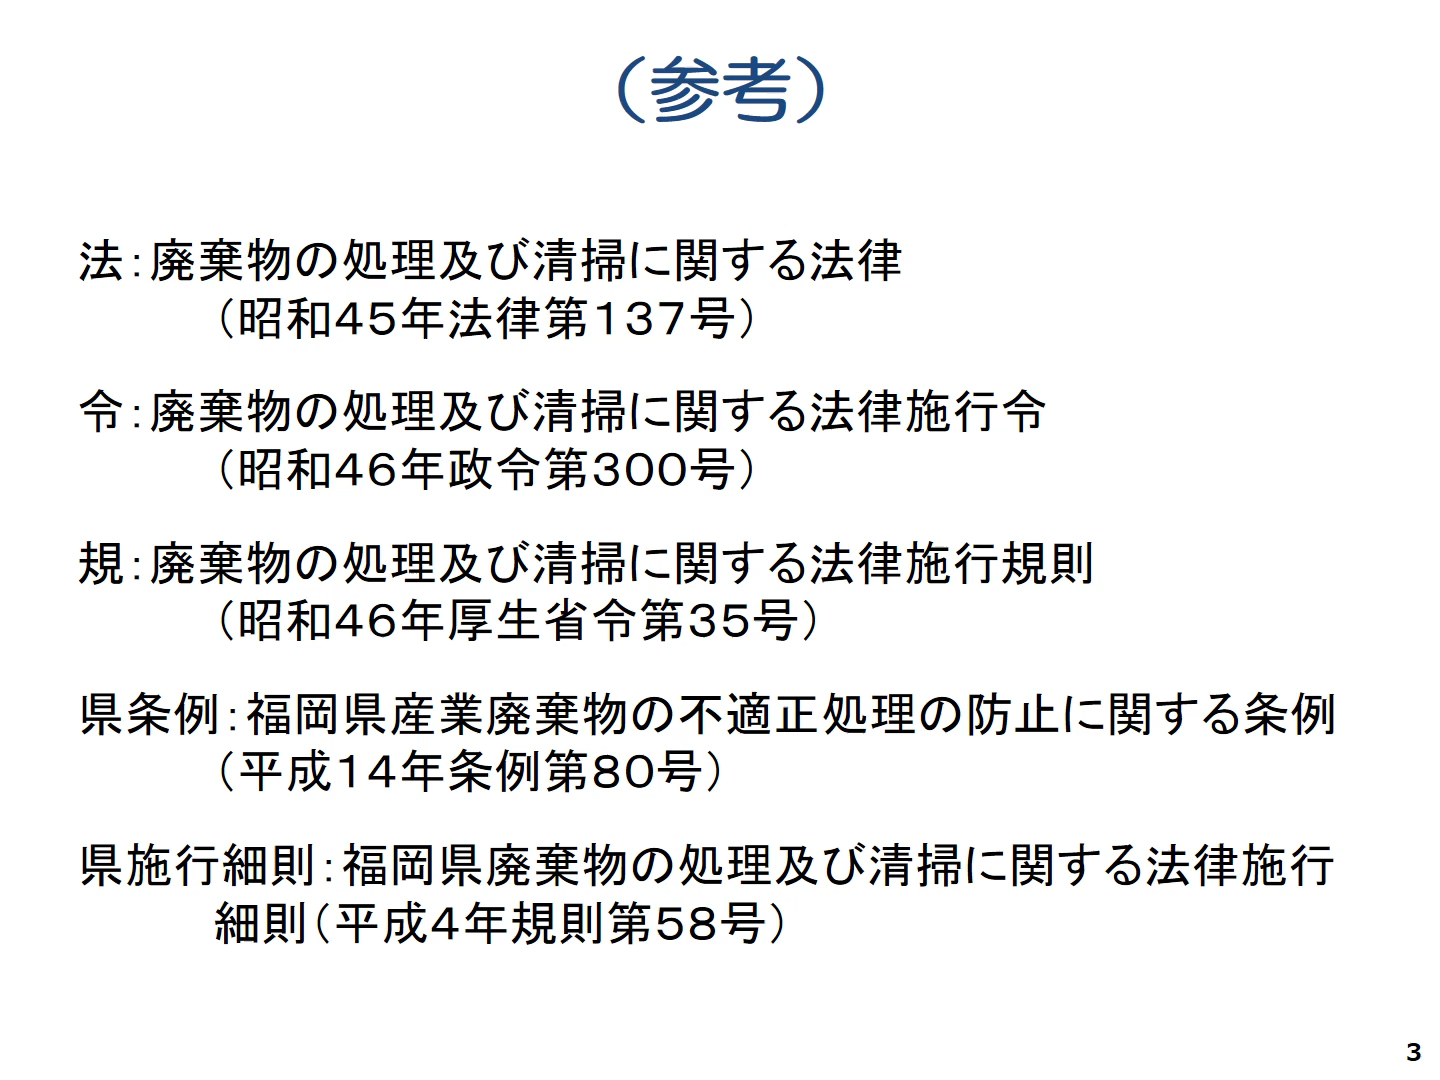 （参考）
法：廃棄物の処理及び清掃に関する法律
（昭和４５年法律第１３７号）
令：廃棄物の処理及び清掃に関する法律施行令
（昭和４６年政令第３００号）
規：廃棄物の処理及び清掃に関する法律施行規則
（昭和４６年厚生省令第３５号）
県条例：福岡県産業廃棄物の不適正処理の防止に関する条例
（平成１４年条例第８０号）
県施行細則：福岡県廃棄物の処理及び清掃に関する法律施行
細則（平成４年規則第５８号）
3